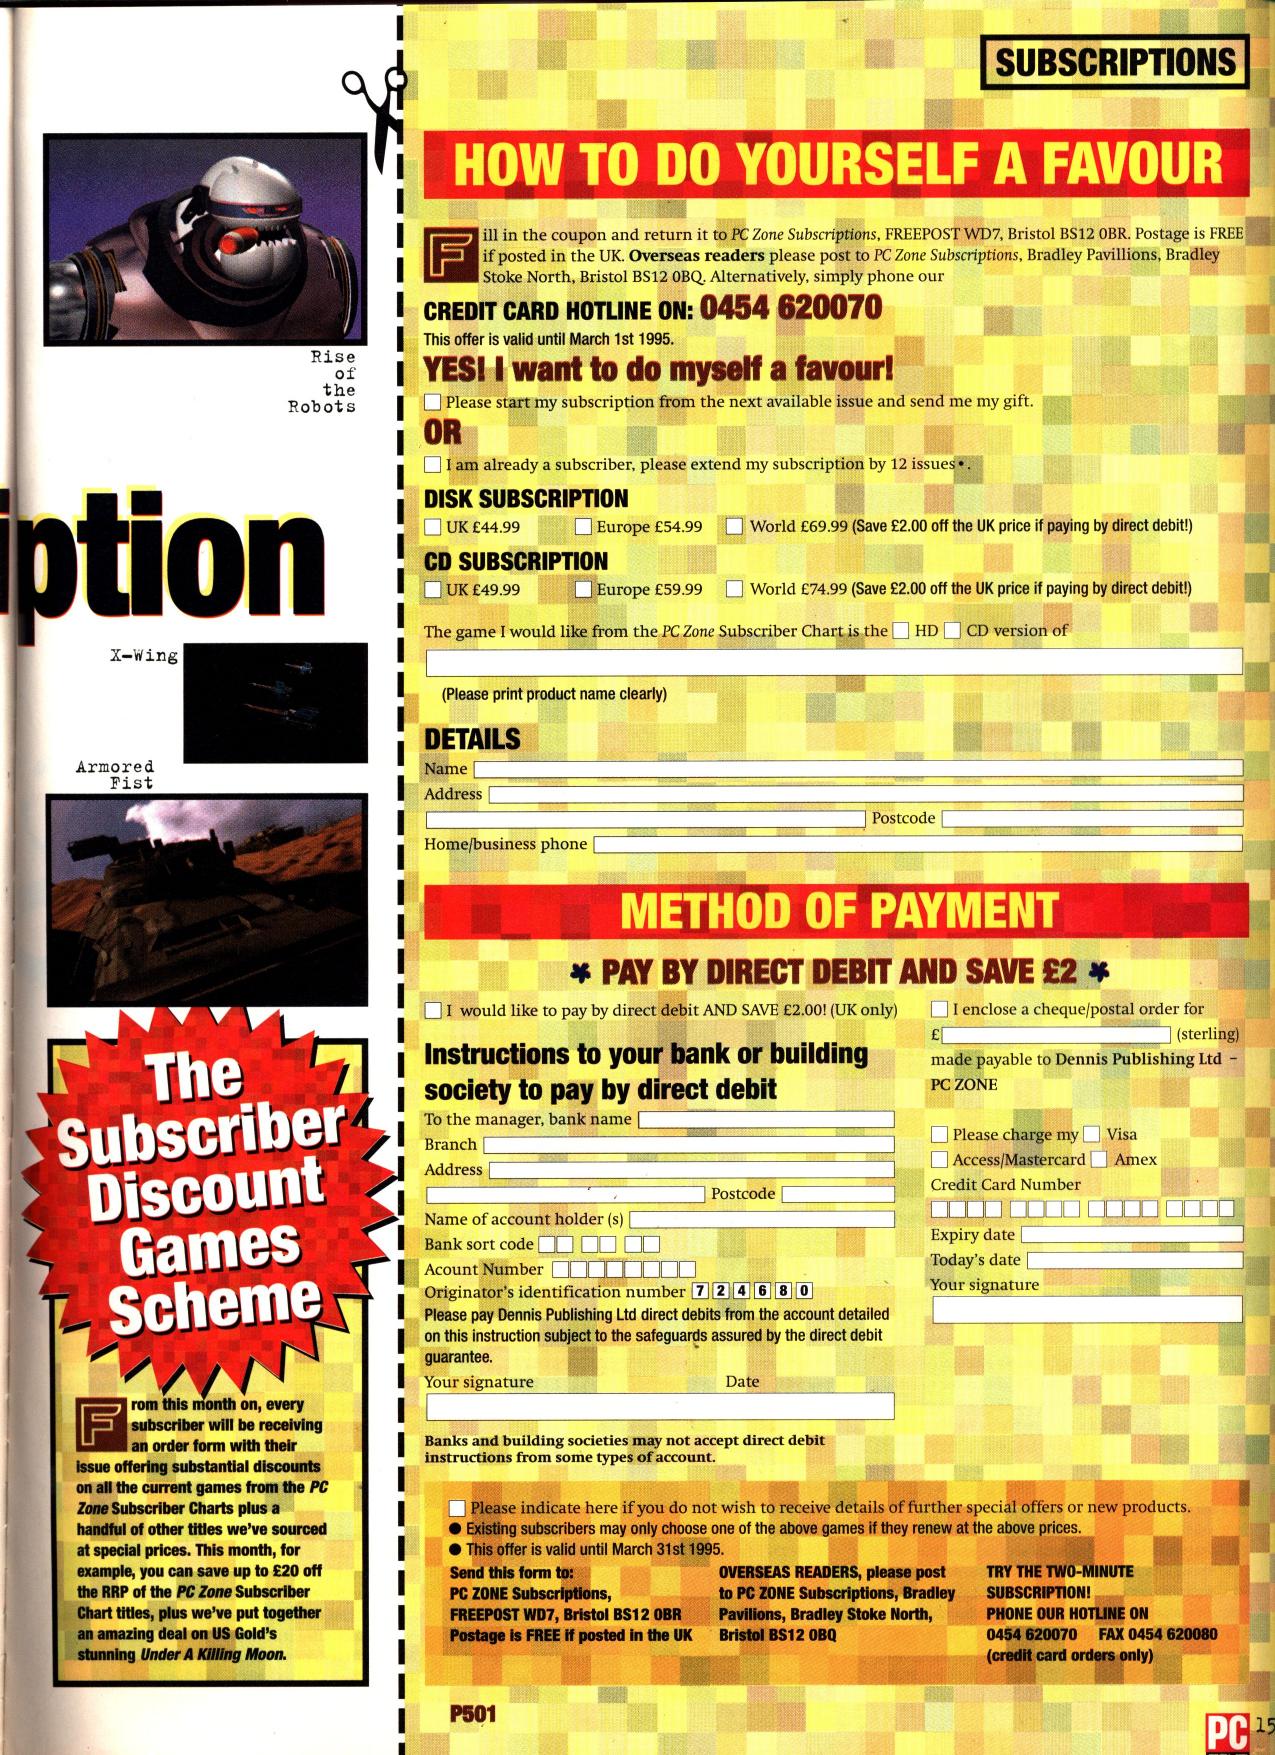 SUBSCRIPTIONS
HOW TO DO YOURSELF A FAVOUR
Fill in the coupon and return it to PC Zone Subscriptions, FREEPOST WD7, Bristol BS12 0BR. Postage is FREE
if posted in the UK. Overseas readers please post to PC Zone Subscriptions, Bradley Pavillions, Bradley
Stoke North, Bristol BS12 0BQ. Alternatively, simply phone our
CREDIT CARD HOTLINE ON: 0454 620070
This offer is valid until March 1st 1995.
YES! I want to do myself a favour!
Please start my subscription from the next available issue and send me my gift.
OR
I am already a subscriber, please extend my subscription by 12 issues•.
DISK SUBSCRIPTION
UK £44.99 Europe £54.99 World £69.99 (Save £2.00 off the UK price if paying by direct debit!)
CD SUBSCRIPTION
UK £49.99 Europe £59.99 World £74.99 (Save £2.00 off the UK price if paying by direct debit!)
The game I would like from the PC Zone Subscriber Chart is the HD CD version of
(Please print product name clearly)
DETAILS
Name
Address
Postcode
Home/business phone
METHOD OF PAYMENT
* PAY BY DIRECT DEBIT AND SAVE £2 *
I would like to pay by direct debit AND SAVE £2.00! (UK only)
Instructions to your bank or building
society to pay by direct debit
To the manager, bank name
Branch
Address
Postcode
Name of account holder (s)
Bank sort code
Acount Number
Originator's identification number 7 2 4 6 8 0
Please pay Dennis Publishing Ltd direct debits from the account detailed
on this instruction subject to the safeguards assured by the direct debit
guarantee.
Your signature Date
Banks and building societies may not accept direct debit
instructions from some types of account.
I enclose a cheque/postal order for
£ (sterling)
made payable to Dennis Publishing Ltd –
PC ZONE
Please charge my Visa
Access/Mastercard Amex
Credit Card Number
Expiry date
Today's date
Your signature
Please indicate here if you do not wish to receive details of further special offers or new products.
● Existing subscribers may only choose one of the above games if they renew at the above prices.
● This offer is valid until March 31st 1995.
Send this form to:
PC ZONE Subscriptions,
FREEPOST WD7, Bristol BS12 0BR
Postage is FREE if posted in the UK
OVERSEAS READERS, please post
to PC ZONE Subscriptions, Bradley
Pavilions, Bradley Stoke North,
Bristol BS12 0BQ
TRY THE TWO-MINUTE
SUBSCRIPTION!
PHONE OUR HOTLINE ON
0454 620070 FAX 0454 620080
(credit card orders only)
P501
PC 15
Rise
of
the
Robots
iption
X-Wing
Armored
Fist
The
Subscriber
Discount
Games
Scheme
From this month on, every
subscriber will be receiving
an order form with their
issue offering substantial discounts
on all the current games from the PC
Zone Subscriber Charts plus a
handful of other titles we've sourced
at special prices. This month, for
example, you can save up to £20 off
the RRP of the PC Zone Subscriber
Chart titles, plus we've put together
an amazing deal on US Gold's
stunning Under A Killing Moon.